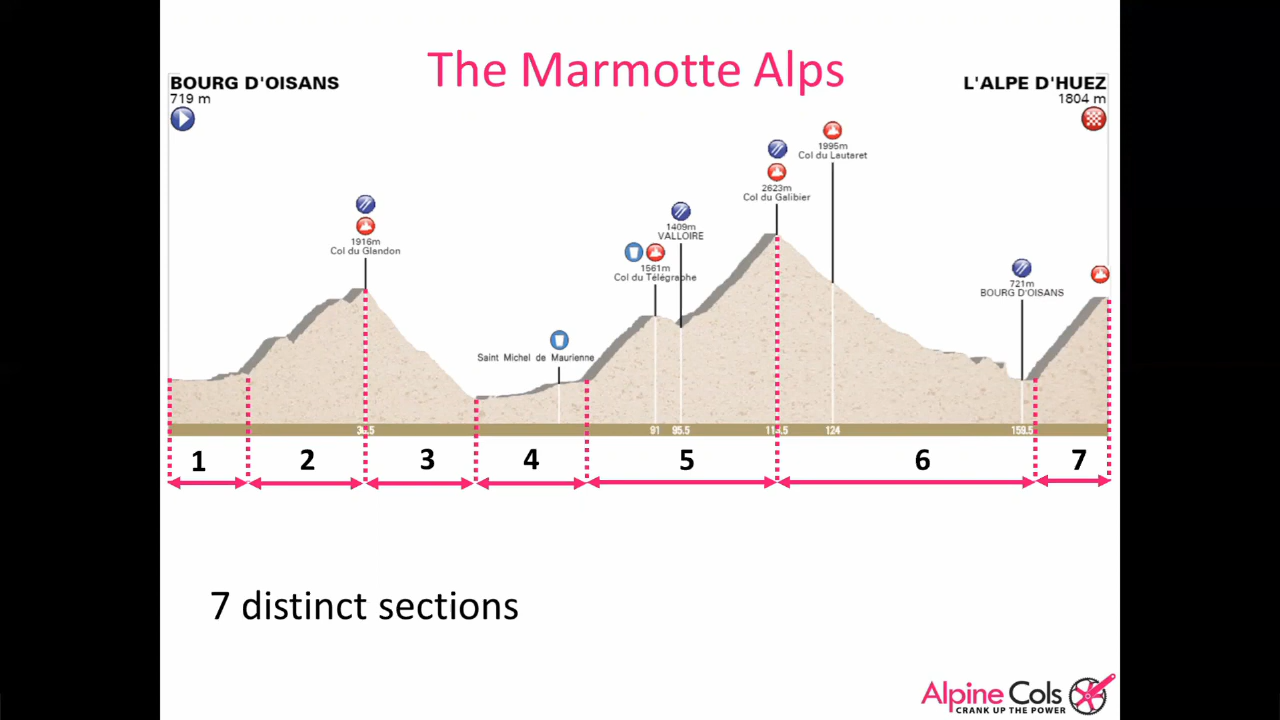 The Marmotte Alps
BOURG D'OISANS
719 m
L'ALPE D'HUEZ
1804 m
1916m
Col du Glandon
Saint Michel de Maurienne
1561m
Col du Télégraphe
1409m
VALLOIRE
2623m
Col du Galibier
1995m
Col du Lautaret
721m
BOURG D'OISANS
91
95.5
124
159.5
1
2
3
4
5
6
7
7 distinct sections
Alpine Cols
CRANK UP THE POWER